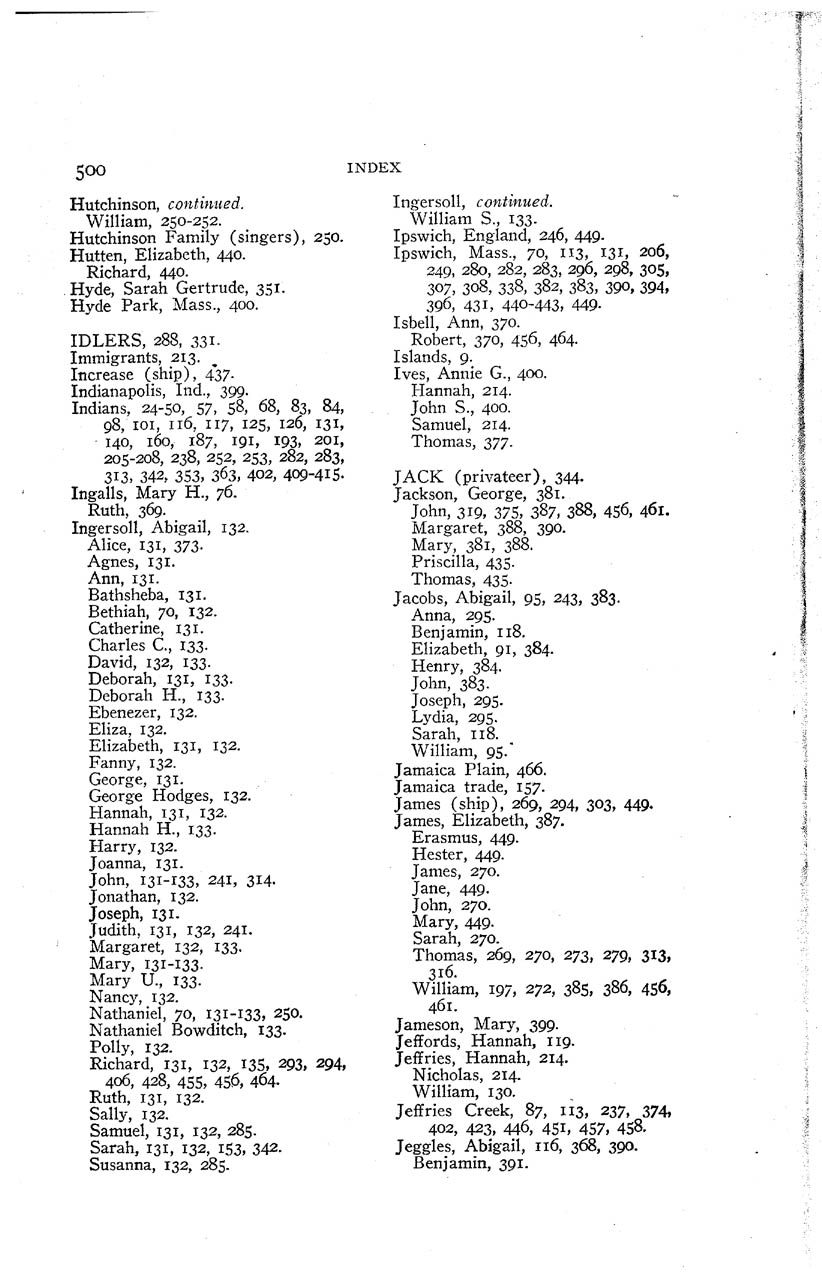 500
INDEX
Hutchinson, continued.
William, 250-252.
Hutchinson Family (singers), 250.
Hutten, Elizabeth, 440.
Richard, 440.
Hyde, Sarah Gertrude, 351.
Hyde Park, Mass., 400.
IDLERS, 288, 331.
Immigrants, 213.
Increase (ship), 437.
Indianapolis, Ind., 399.
Indians, 24-50, 57, 58, 68, 83, 84,
98, 101, 116, 117, 125, 126, 131,
140, 160, 187, 191, 193, 201,
205-208, 238, 252, 253, 282, 283,
313, 342, 353, 363, 402, 409-415.
Ingalls, Mary H., 76.
Ruth, 369.
Ingersoll, Abigail, 132.
Alice, 131, 373.
Agnes, 131.
Ann, 131.
Bathsheba, 131.
Bethiah, 70, 132.
Catherine, 131.
Charles C., 133.
David, 132, 133.
Deborah, 131, 133.
Deborah H., 133.
Ebenezer, 132.
Eliza, 132.
Elizabeth, 131, 132.
Fanny, 132.
George, 131.
George Hodges, 132.
Hannah, 131, 132.
Hannah H., 133.
Harry, 132.
Joanna, 131.
John, 131-133, 241, 314.
Jonathan, 132.
Joseph, 131.
Judith, 131, 132, 241.
Margaret, 132, 133.
Mary, 131-133.
Mary U., 133.
Nancy, 132.
Nathaniel, 70, 131-133, 250.
Nathaniel Bowditch, 133.
Polly, 132.
Richard, 131, 132, 135, 293, 294,
406, 428, 455, 456, 464.
Ruth, 131, 132.
Sally, 132.
Samuel, 131, 132, 285.
Sarah, 131, 132, 153, 342.
Susanna, 132, 285.
Ingersoll, continued.
William S., 133.
Ipswich, England, 246, 449.
Ipswich, Mass., 70, 113, 131, 206,
249, 280, 282, 283, 296, 298, 305,
307, 308, 338, 382, 383, 390, 394,
396, 431, 440-443, 449.
Isbell, Ann, 370.
Robert, 370, 456, 464.
Islands, 9.
Ives, Annie G., 400.
Hannah, 214.
John S., 400.
Samuel, 214.
Thomas, 377.
JACK (privateer), 344.
Jackson, George, 381.
John, 319, 375, 387, 388, 456, 461.
Margaret, 388, 390.
Mary, 381, 388.
Priscilla, 435.
Thomas, 435.
Jacobs, Abigail, 95, 243, 383.
Anna, 295.
Benjamin, 118.
Elizabeth, 91, 384.
Henry, 384.
John, 383.
Joseph, 295.
Lydia, 295.
Sarah, 118.
William, 95.
Jamaica Plain, 466.
Jamaica trade, 157.
James (ship), 269, 294, 303, 449.
James, Elizabeth, 387.
Erasmus, 449.
Hester, 449.
James, 270.
Jane, 449.
John, 270.
Mary, 449.
Sarah, 270.
Thomas, 269, 270, 273, 279, 313,
316.
William, 197, 272, 385, 386, 456,
461.
Jameson, Mary, 399.
Jeffords, Hannah, 119.
Jeffries, Hannah, 214.
Nicholas, 214.
William, 130.
Jeffries Creek, 87, 113, 237, 374,
402, 423, 446, 451, 457, 458.
Jeggles, Abigail, 116, 368, 390.
Benjamin, 391.